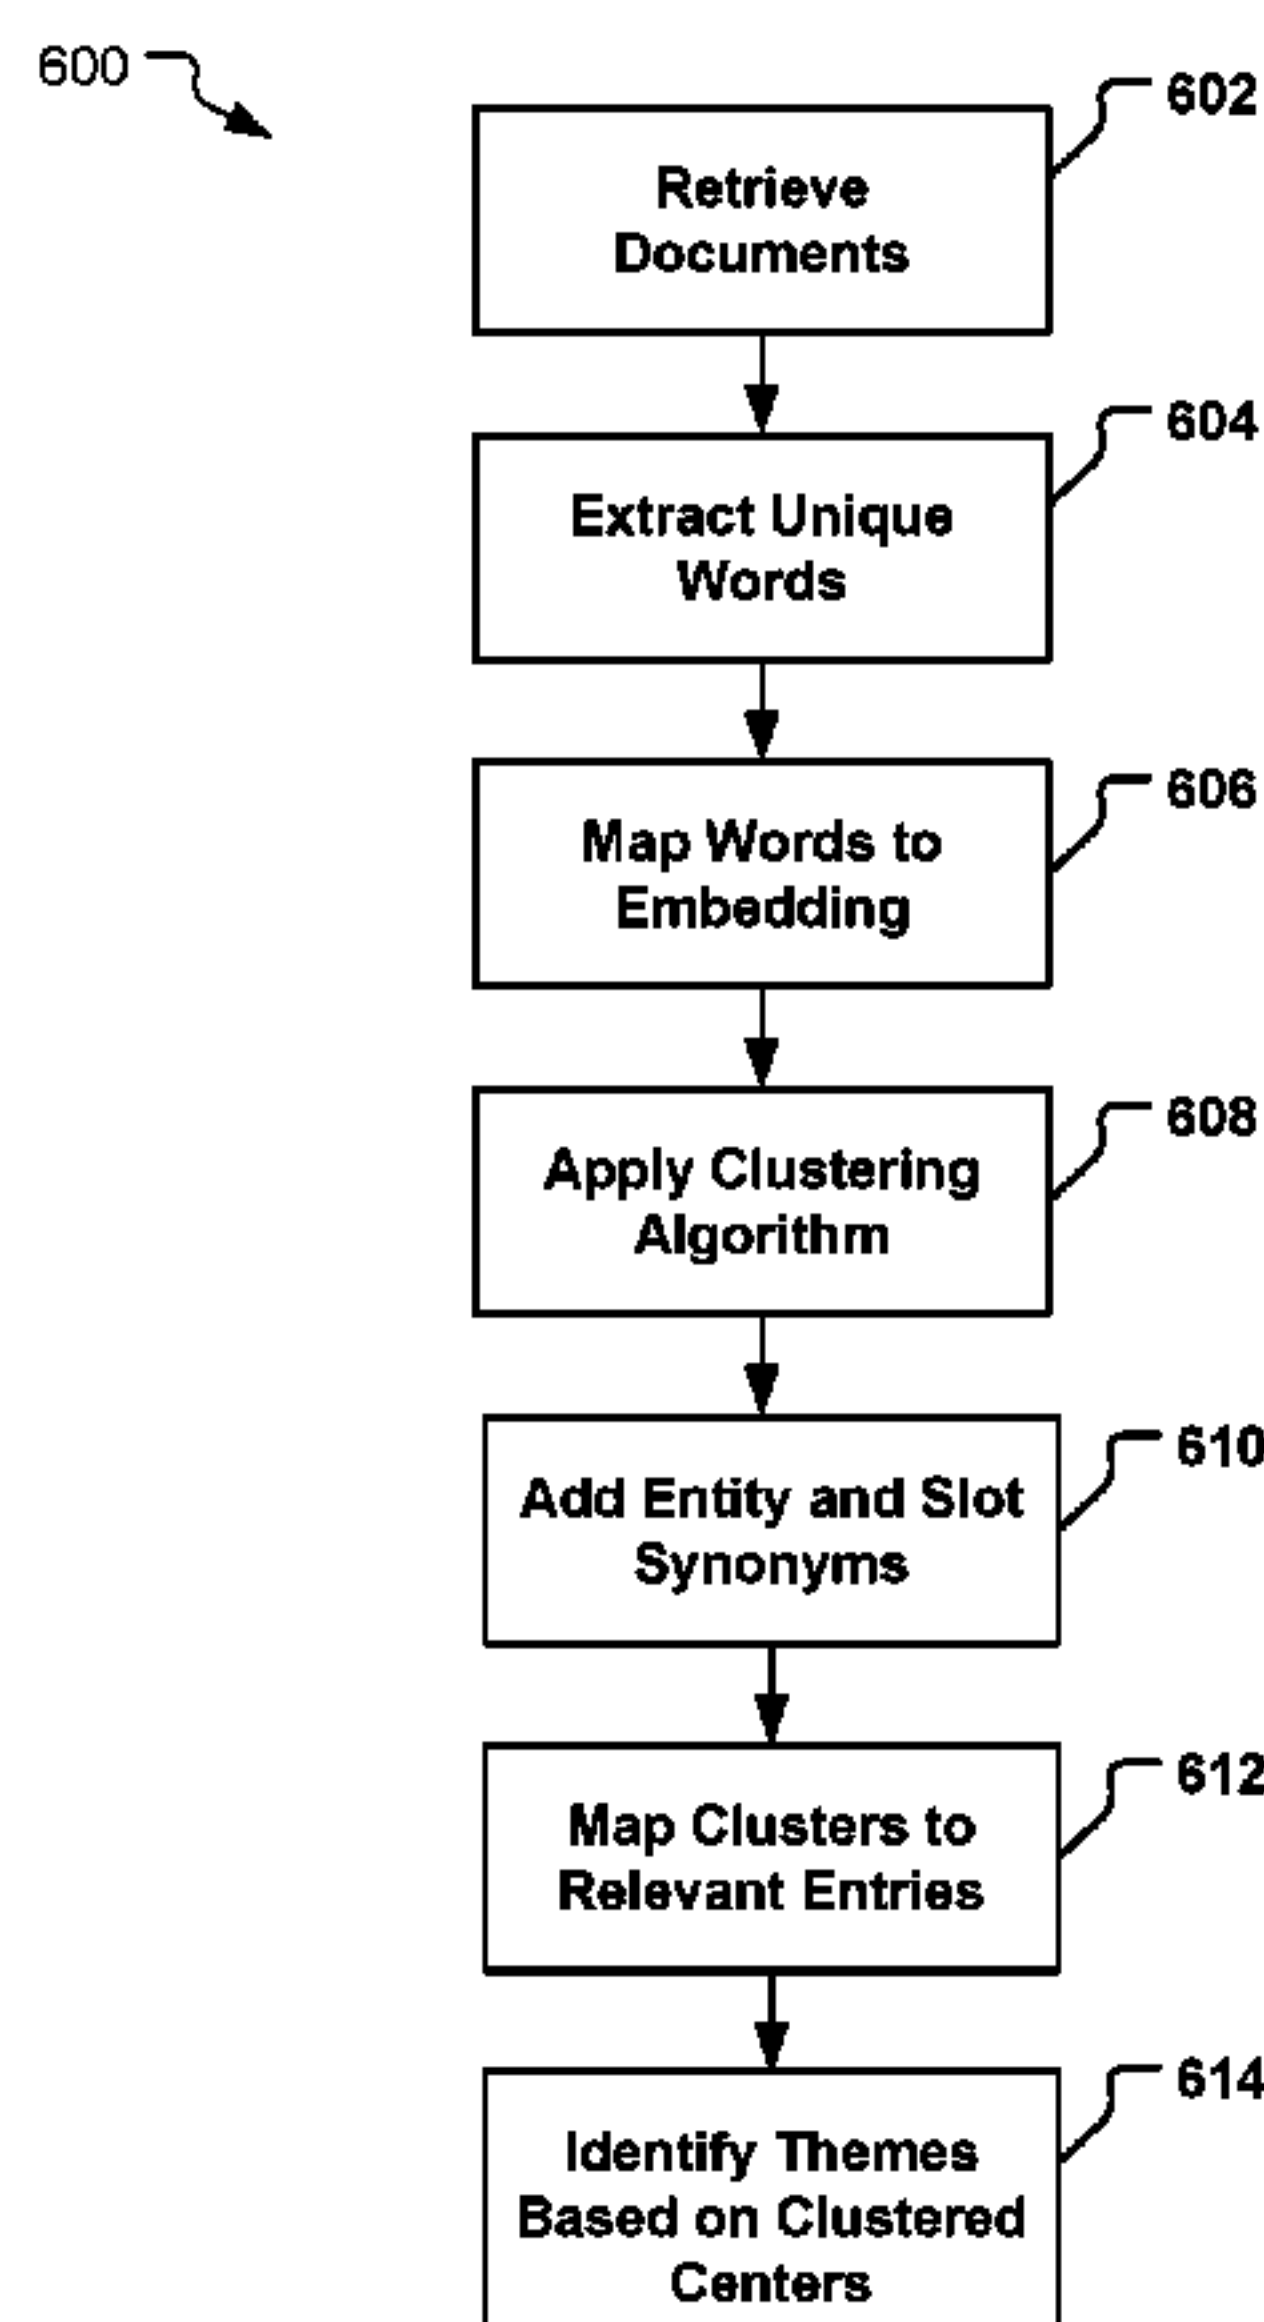 600
602
Retrieve
Documents
604
Extract Unique
Words
606
Map Words to
Embedding
608
Apply Clustering
Algorithm
610
Add Entity and Slot
Synonyms
612
Map Clusters to
Relevant Entries
614
Identify Themes
Based on Clustered
Centers